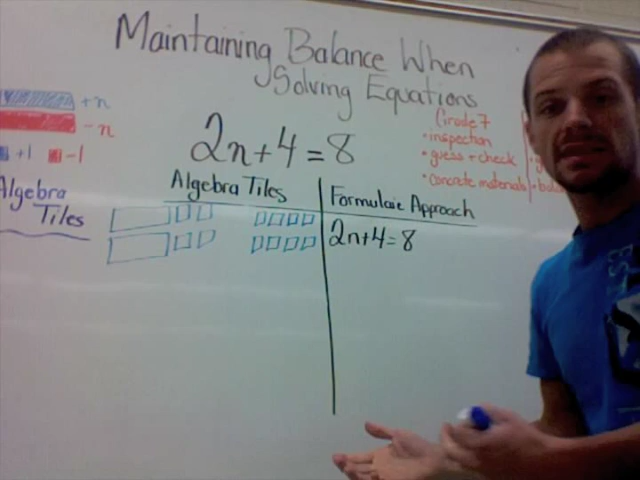 Maintaining Balance When
Solving Equations
+n
-n
+1 -1
Algebra
Tiles
2n+4=8
Grade 7
• inspection
• guess + check
• concrete materials
Algebra Tiles
Formulaic Approach
2n+4=8